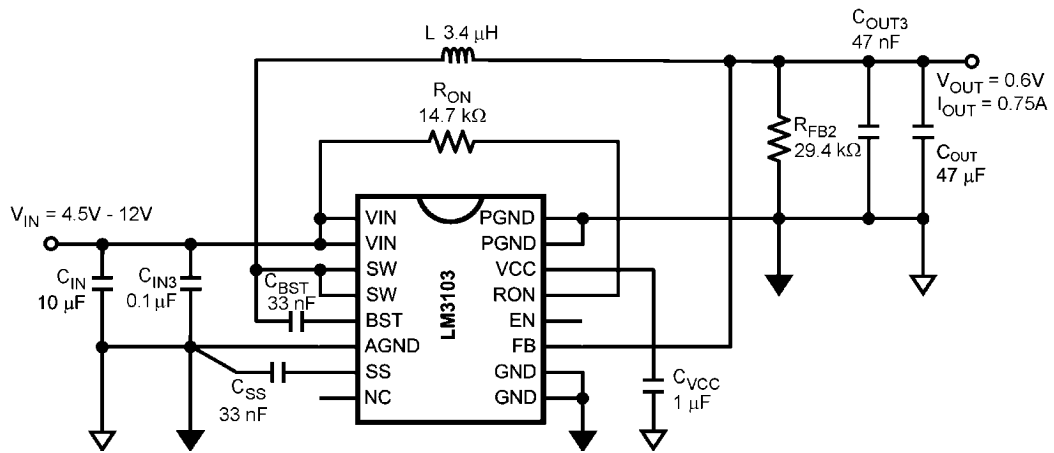 L 3.4 μH
C_OUT3
47 nF
R_ON
14.7 kΩ
V_OUT = 0.6V
I_OUT = 0.75A
R_FB2
29.4 kΩ
C_OUT
47 μF
V_IN = 4.5V - 12V
C_IN
10 μF
C_IN3
0.1 μF
C_BST
33 nF
C_SS
33 nF
VIN
VIN
SW
SW
BST
AGND
SS
NC
LM3103
PGND
PGND
VCC
RON
EN
FB
GND
GND
C_VCC
1 μF